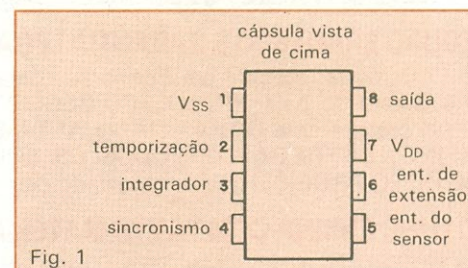 cápsula vista
de cima
V_SS 1
temporização 2
integrador 3
sincronismo 4
8 saída
7 V_DD
6 ent. de
extensão
5 ent. do
sensor
Fig. 1